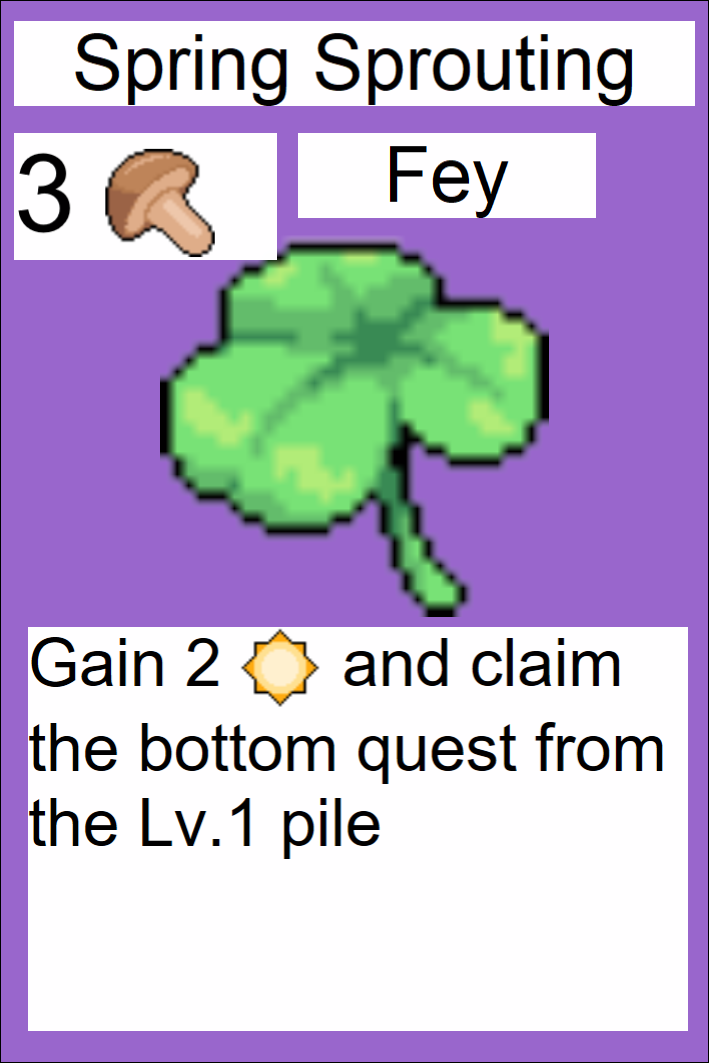 Spring Sprouting
3
Fey
Gain 2 and claim
the bottom quest from
the Lv.1 pile